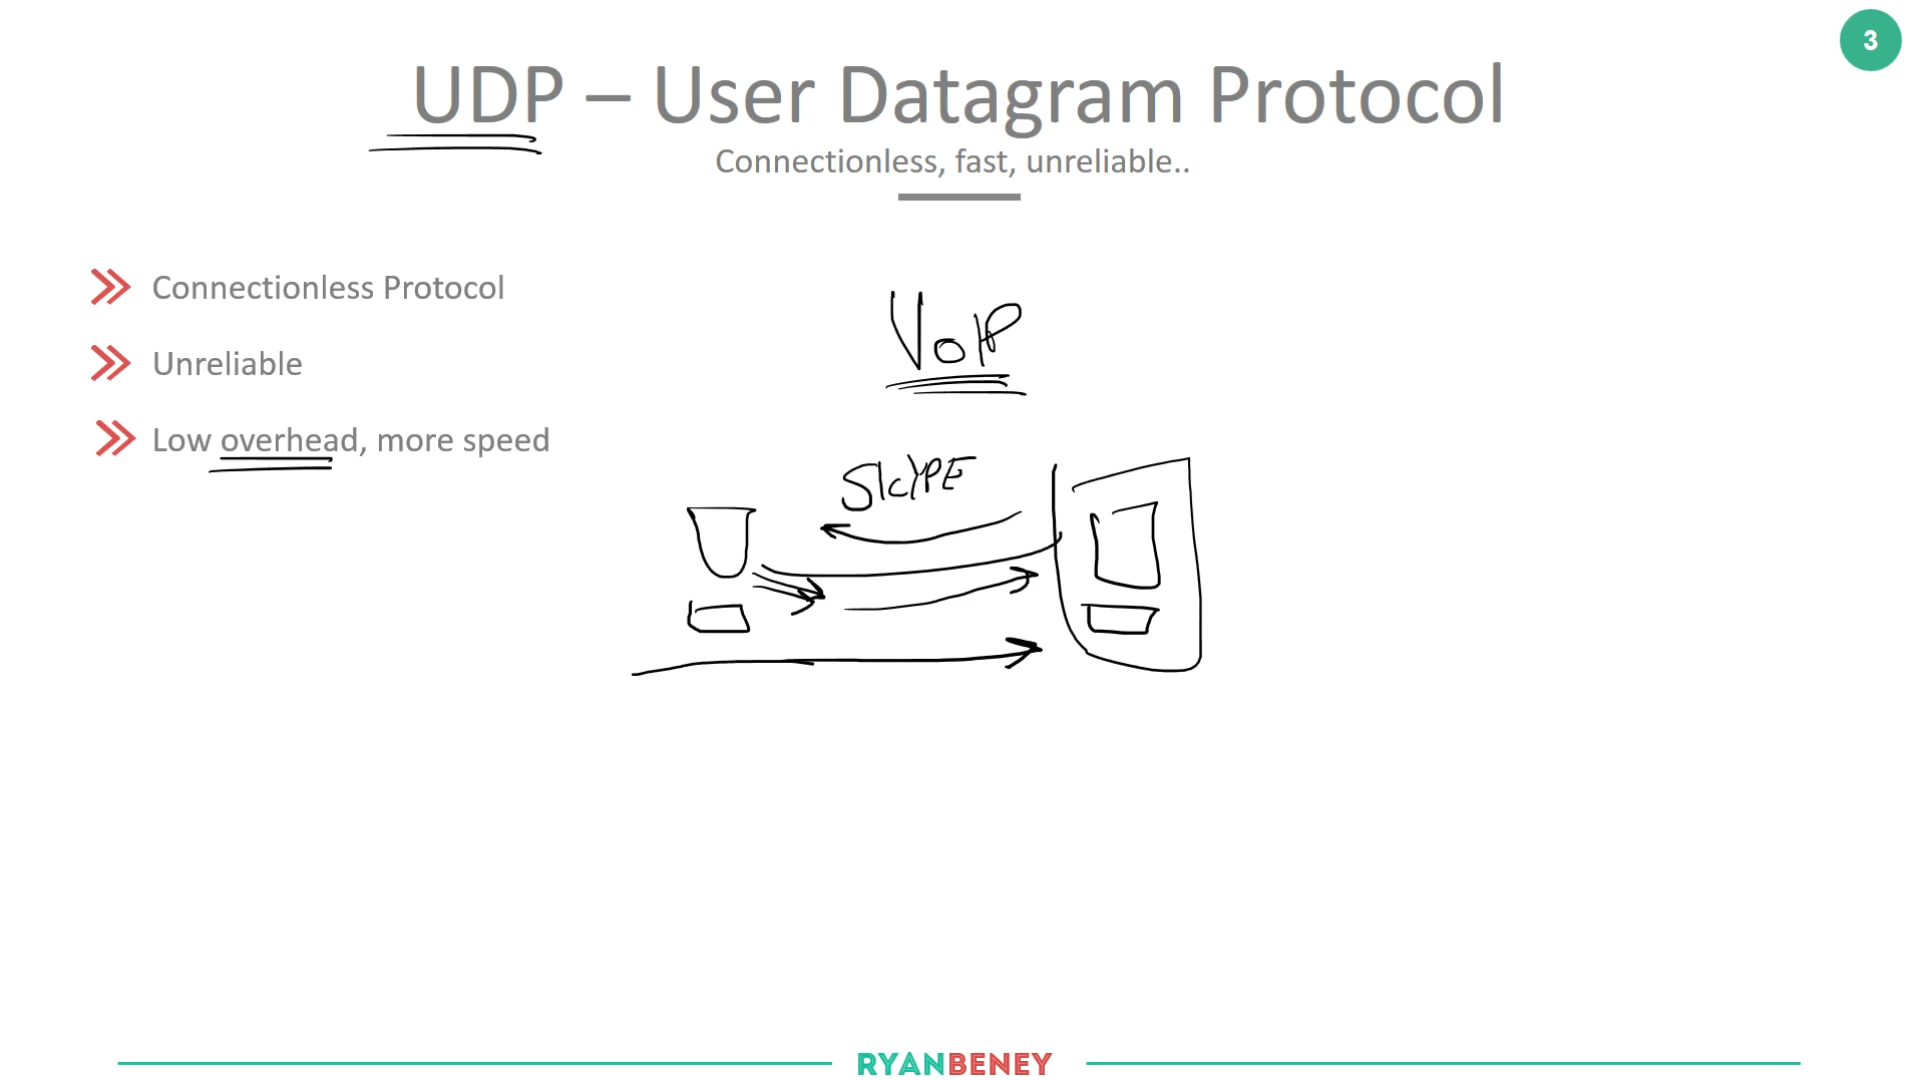 3
UDP – User Datagram Protocol
Connectionless, fast, unreliable..
Connectionless Protocol
Unreliable
Low overhead, more speed
VoIP
SKYPE
RYANBENEY